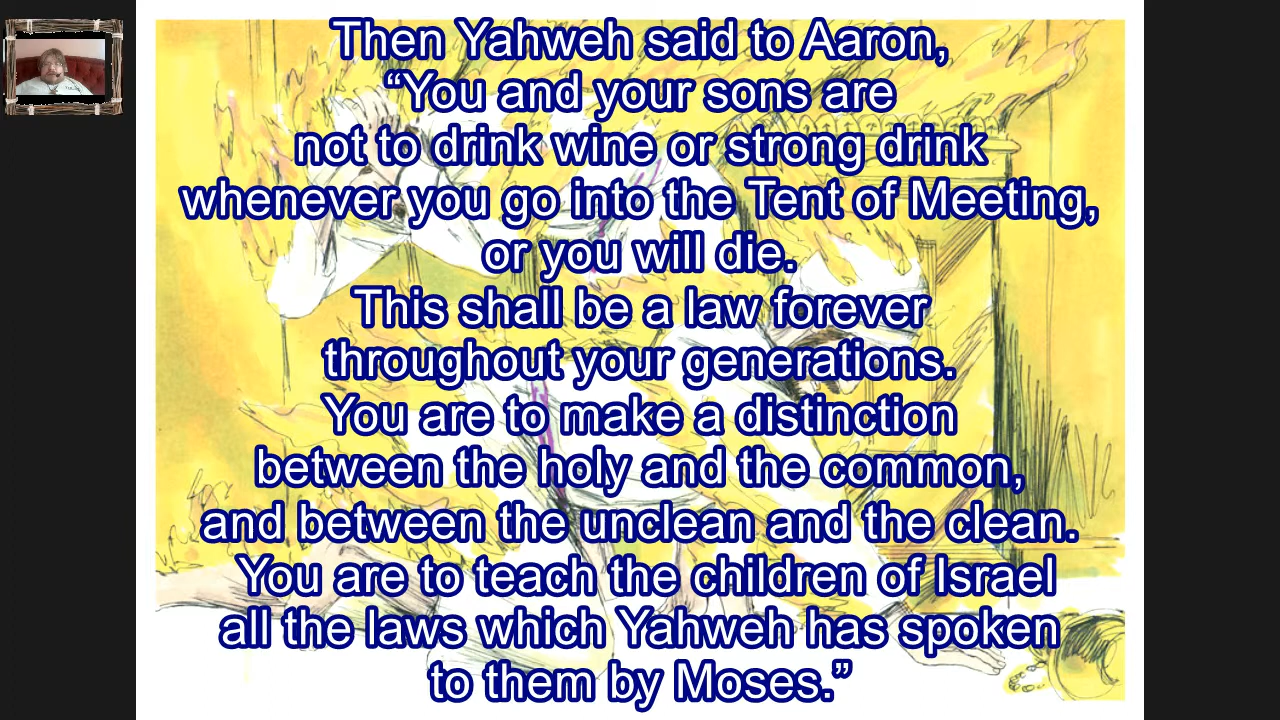 Then Yahweh said to Aaron,
“You and your sons are
not to drink wine or strong drink
whenever you go into the Tent of Meeting,
or you will die.
This shall be a law forever
throughout your generations.
You are to make a distinction
between the holy and the common,
and between the unclean and the clean.
You are to teach the children of Israel
all the laws which Yahweh has spoken
to them by Moses.”